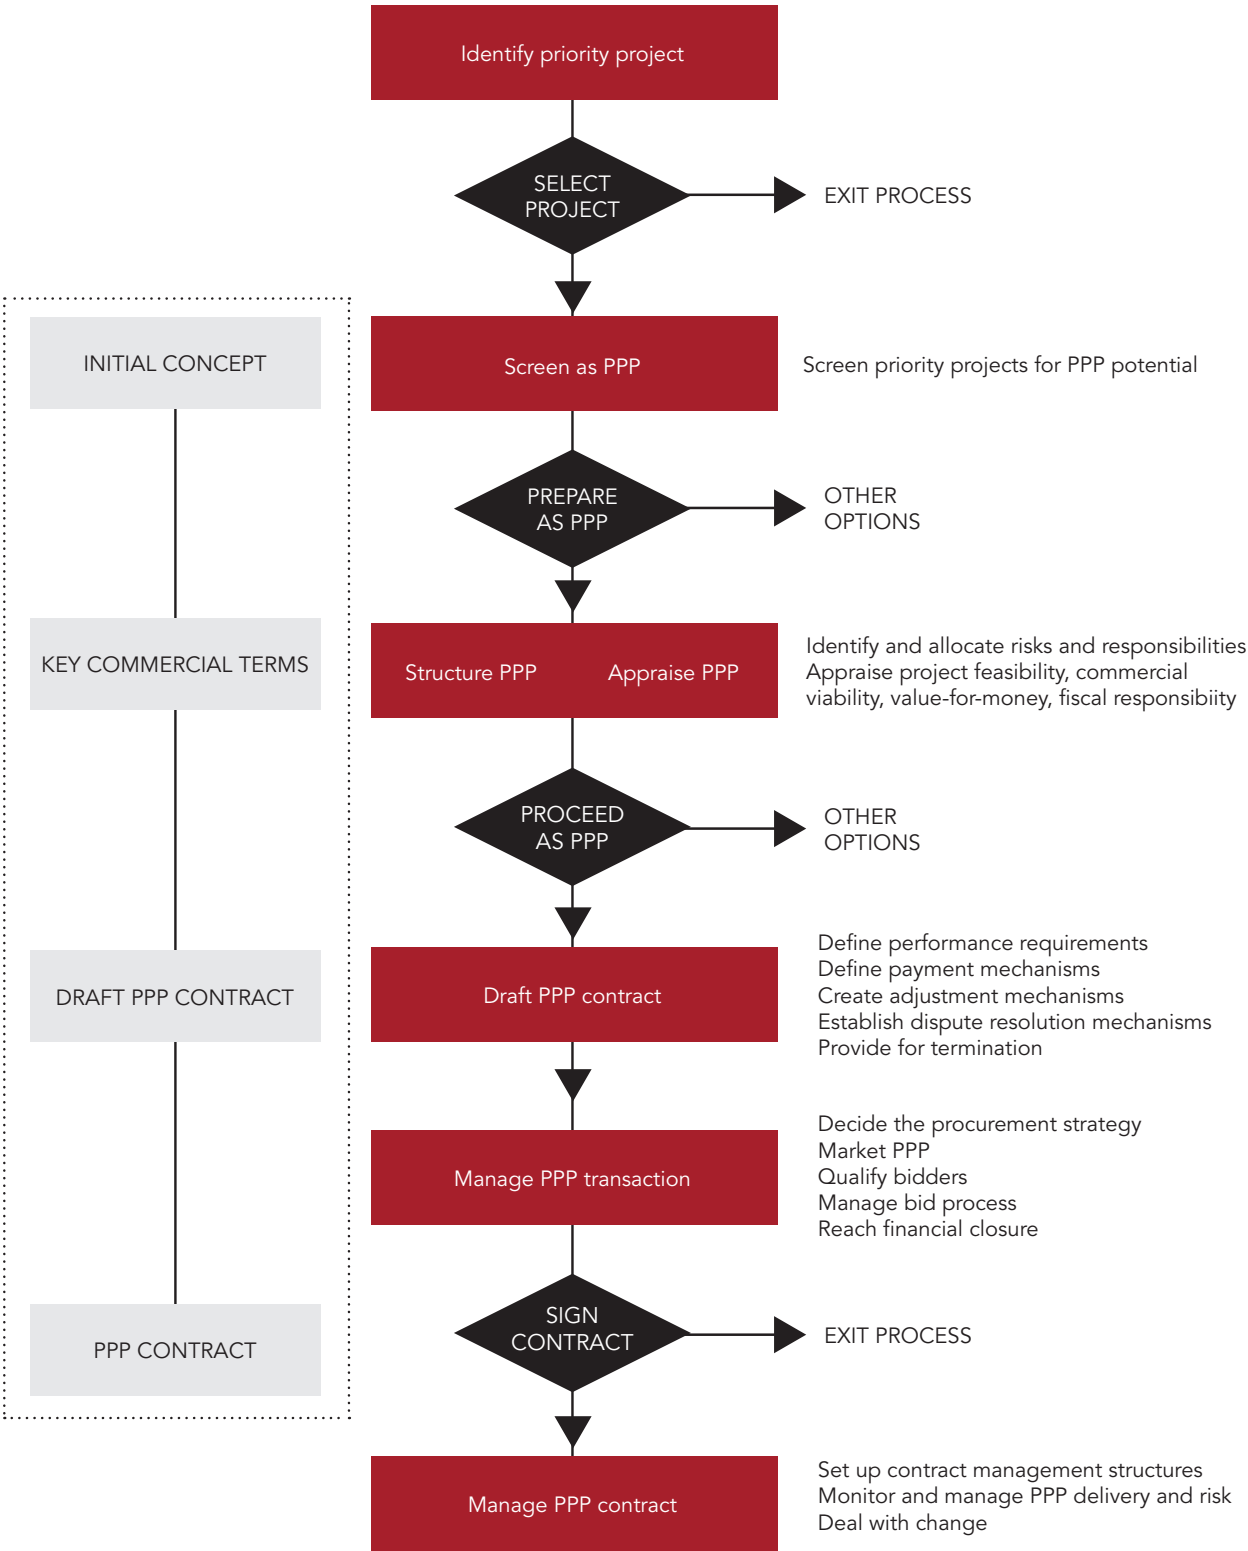 Identify priority project
SELECT
PROJECT
EXIT PROCESS
INITIAL CONCEPT
Screen as PPP
Screen priority projects for PPP potential
PREPARE
AS PPP
OTHER
OPTIONS
KEY COMMERCIAL TERMS
Structure PPP
Appraise PPP
Identify and allocate risks and responsibilities
Appraise project feasibility, commercial
viability, value-for-money, fiscal responsibiity
PROCEED
AS PPP
OTHER
OPTIONS
DRAFT PPP CONTRACT
Draft PPP contract
Define performance requirements
Define payment mechanisms
Create adjustment mechanisms
Establish dispute resolution mechanisms
Provide for termination
Manage PPP transaction
Decide the procurement strategy
Market PPP
Qualify bidders
Manage bid process
Reach financial closure
PPP CONTRACT
SIGN
CONTRACT
EXIT PROCESS
Manage PPP contract
Set up contract management structures
Monitor and manage PPP delivery and risk
Deal with change